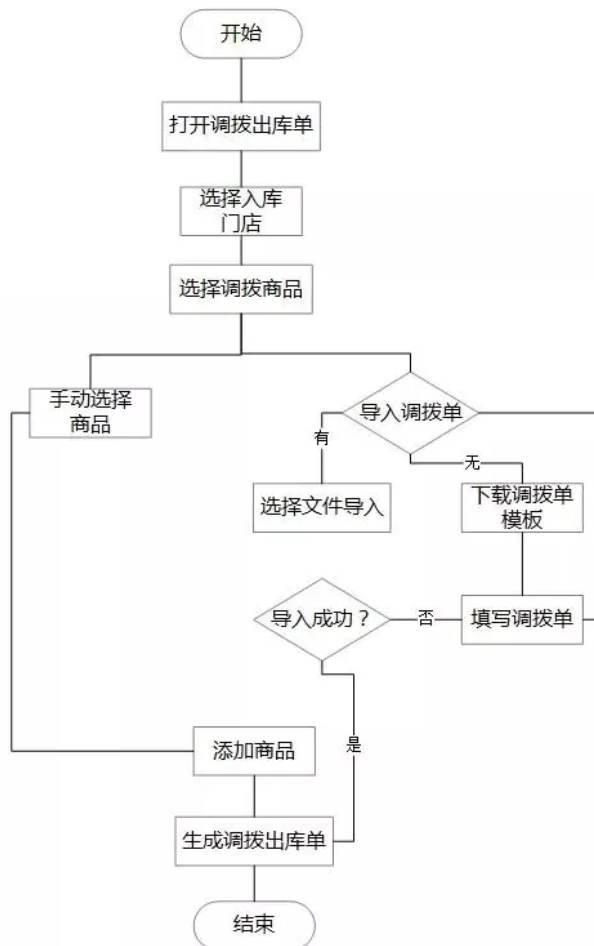 开始
打开调拨出库单
选择入库
门店
选择调拨商品
手动选择
商品
导入调拨单
有
无
选择文件导入
下载调拨单
模板
导入成功？
否
填写调拨单
是
添加商品
生成调拨出库单
结束